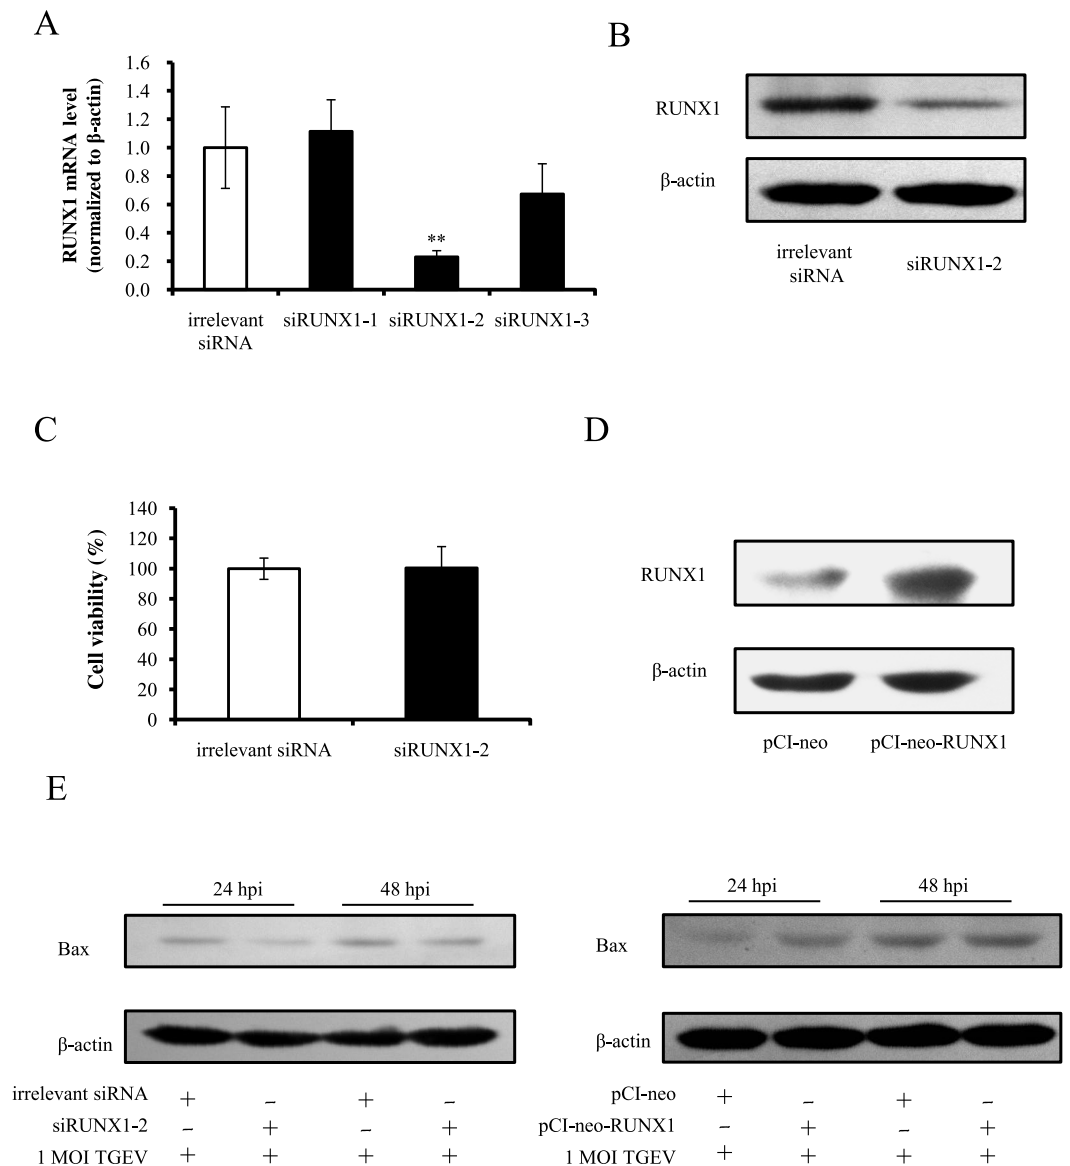 A
RUNX1 mRNA level
(normalized to β-actin)
1.6
1.4
1.2
1.0
0.8
0.6
0.4
0.2
0.0
**
irrelevant siRNA siRUNX1-1 siRUNX1-2 siRUNX1-3
B
RUNX1
β-actin
irrelevant siRNA siRUNX1-2
C
Cell viability (%)
140
120
100
80
60
40
20
0
irrelevant siRNA siRUNX1-2
D
RUNX1
β-actin
pCI-neo pCI-neo-RUNX1
E
24 hpi 48 hpi
Bax
β-actin
irrelevant siRNA + - + -
siRUNX1-2 - + - +
1 MOI TGEV + + + +
24 hpi 48 hpi
Bax
β-actin
pCI-neo + - + -
pCI-neo-RUNX1 - + - +
1 MOI TGEV + + + +